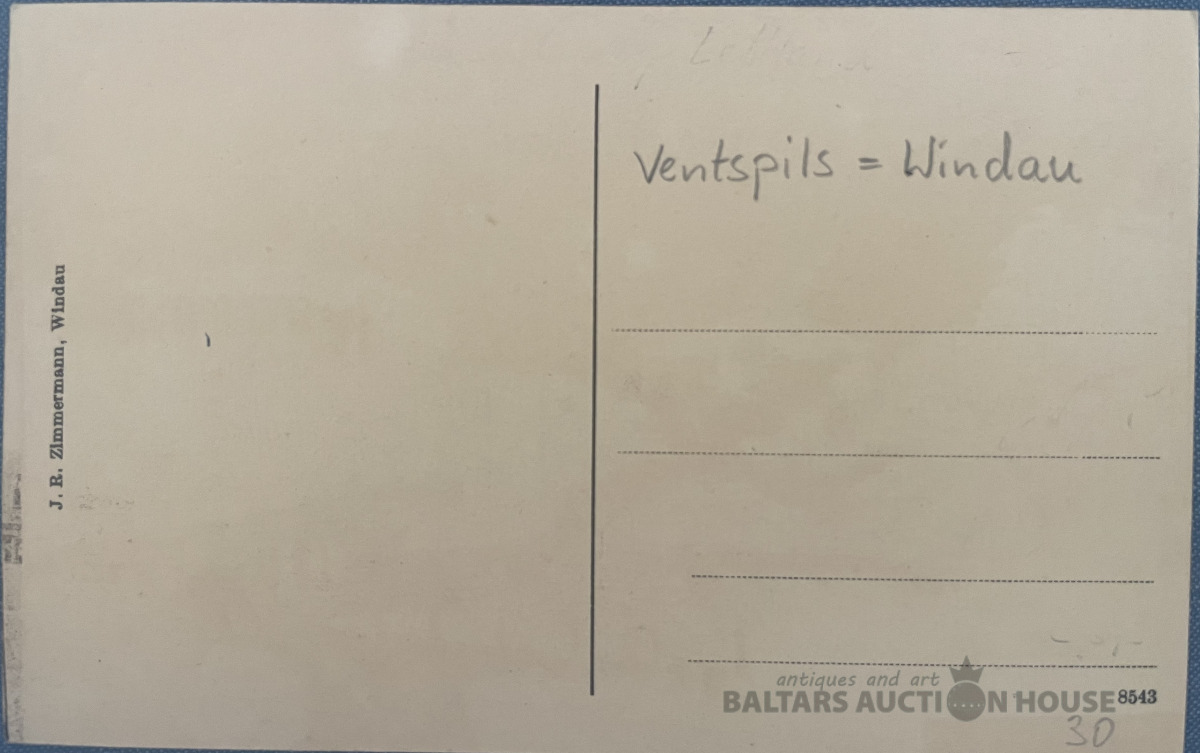 J. R. Zimmermann, Windau
Ventspils = Windau
antiques and art
BALTARS AUCTION HOUSE
8543
30